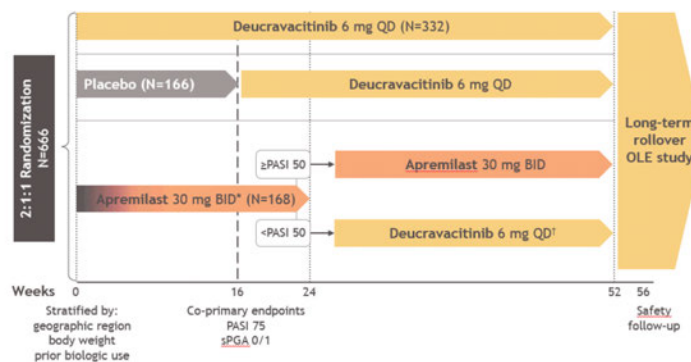 Deucravacitinib 6 mg QD (N=332)
2:1:1 Randomization
N=666
Placebo (N=166)
Deucravacitinib 6 mg QD
Long-term
rollover
OLE study
≥PASI 50
Apremilast 30 mg BID
Apremilast 30 mg BID* (N=168)
<PASI 50
Deucravacitinib 6 mg QD†
Weeks 0 16 24 52 56
Stratified by:
geographic region
body weight
prior biologic use
Co-primary endpoints
PASI 75
sPGA 0/1
Safety
follow-up